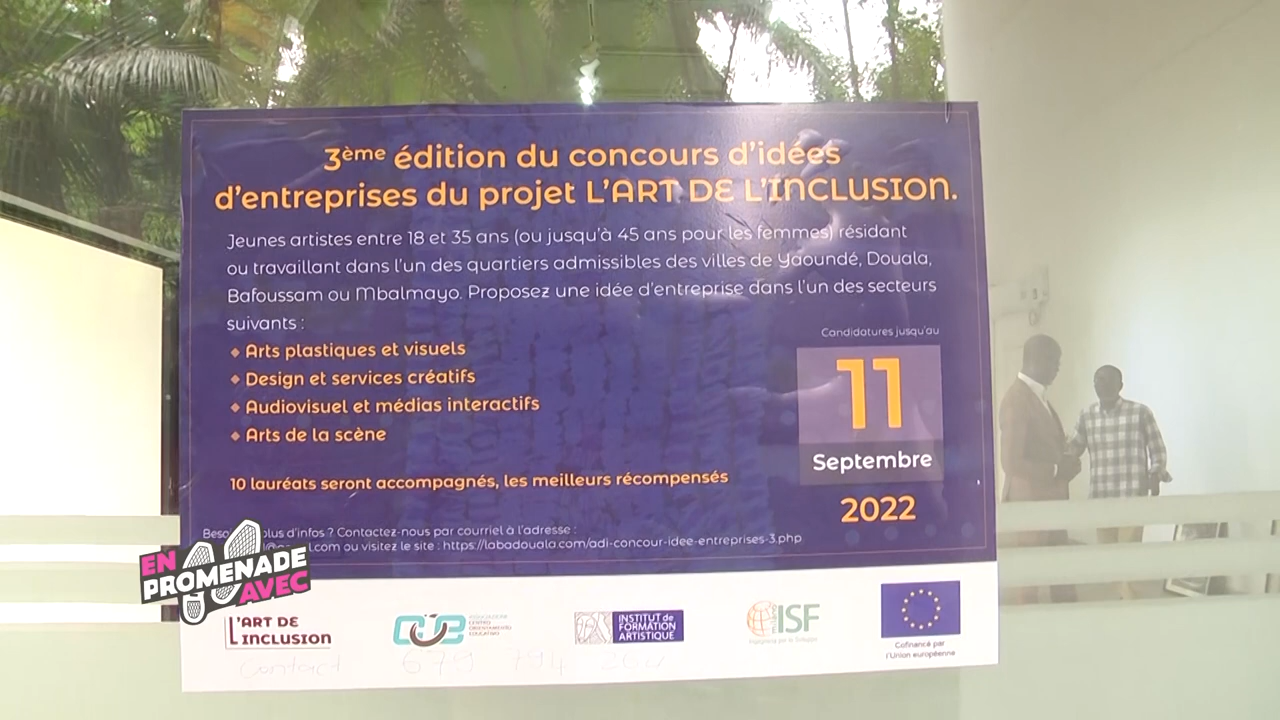 3ème édition du concours d'idées
d'entreprises du projet L'ART DE L'INCLUSION.
Jeunes artistes entre 18 et 35 ans (ou jusqu'à 45 ans pour les femmes) résidant
ou travaillant dans l'un des quartiers admissibles des villes de Yaoundé, Douala,
Bafoussam ou Mbalmayo. Proposez une idée d'entreprise dans l'un des secteurs
suivants :
Arts plastiques et visuels
Design et services créatifs
Audiovisuel et médias interactifs
Arts de la scène
Candidatures jusqu'au
11
Septembre
2022
10 lauréats seront accompagnés, les meilleurs récompensés
plus d'infos ? Contactez-nous par courriel à l'adresse :
ou visitez le site : https://labadouala.com/adi-concour-idee-entreprises-3.php
EN
PROMENADE
AVEC
L'ART DE
L'INCLUSION
COE
INSTITUT de
FORMATION
ARTISTIQUE
ISF
Cofinancé par
l'Union européenne
Contact 679